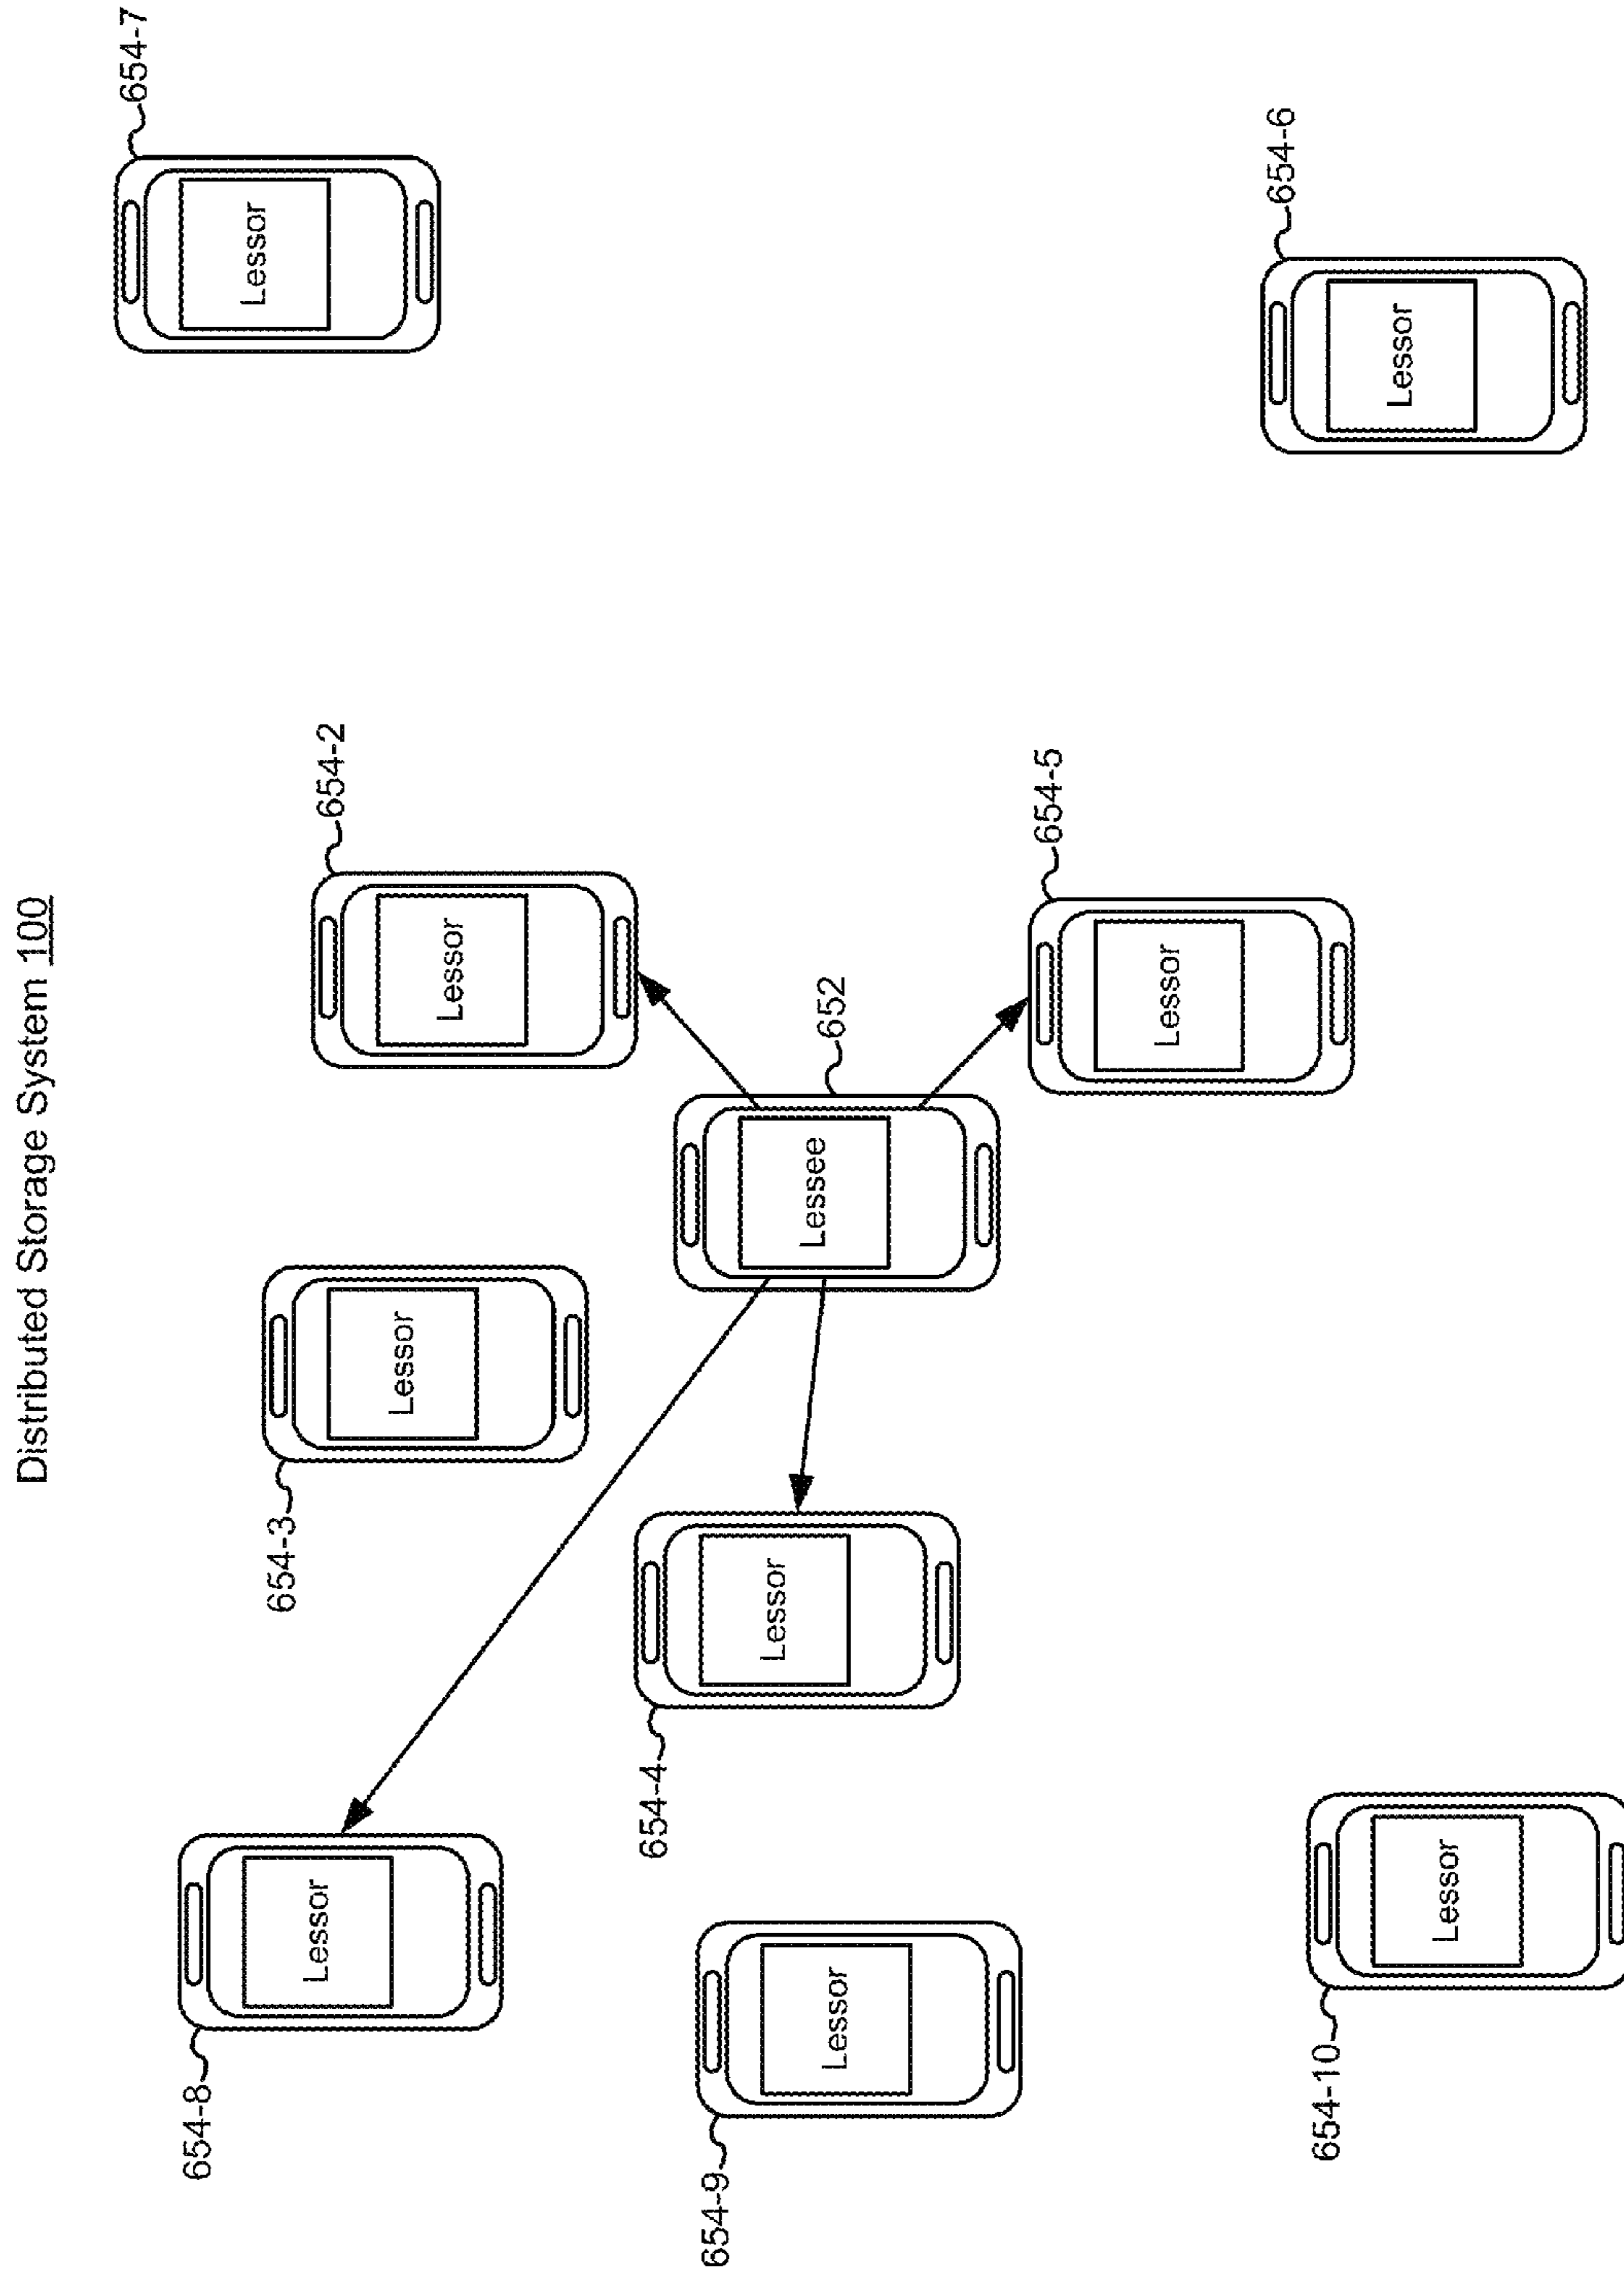 Distributed Storage System 100
654-8
Lessor
654-3
Lessor
654-2
Lessor
654-7
Lessor
654-9
Lessor
654-4
Lessor
Lessee
652
654-5
Lessor
654-10
Lessor
654-6
Lessor